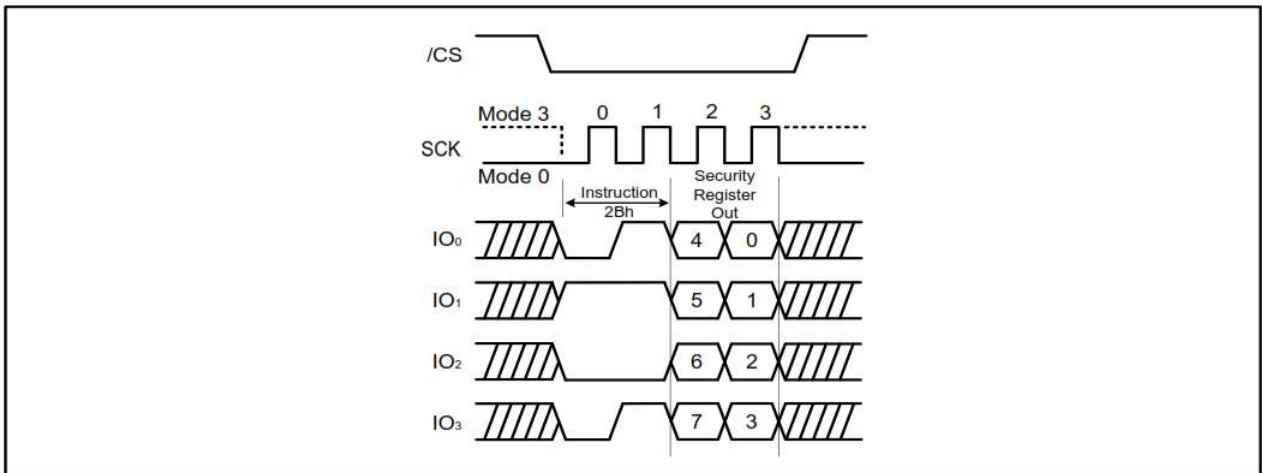 /CS
Mode 3 0 1 2 3
SCK
Mode 0
Instruction
2Bh
Security
Register
Out
IO₀ 4 0
IO₁ 5 1
IO₂ 6 2
IO₃ 7 3